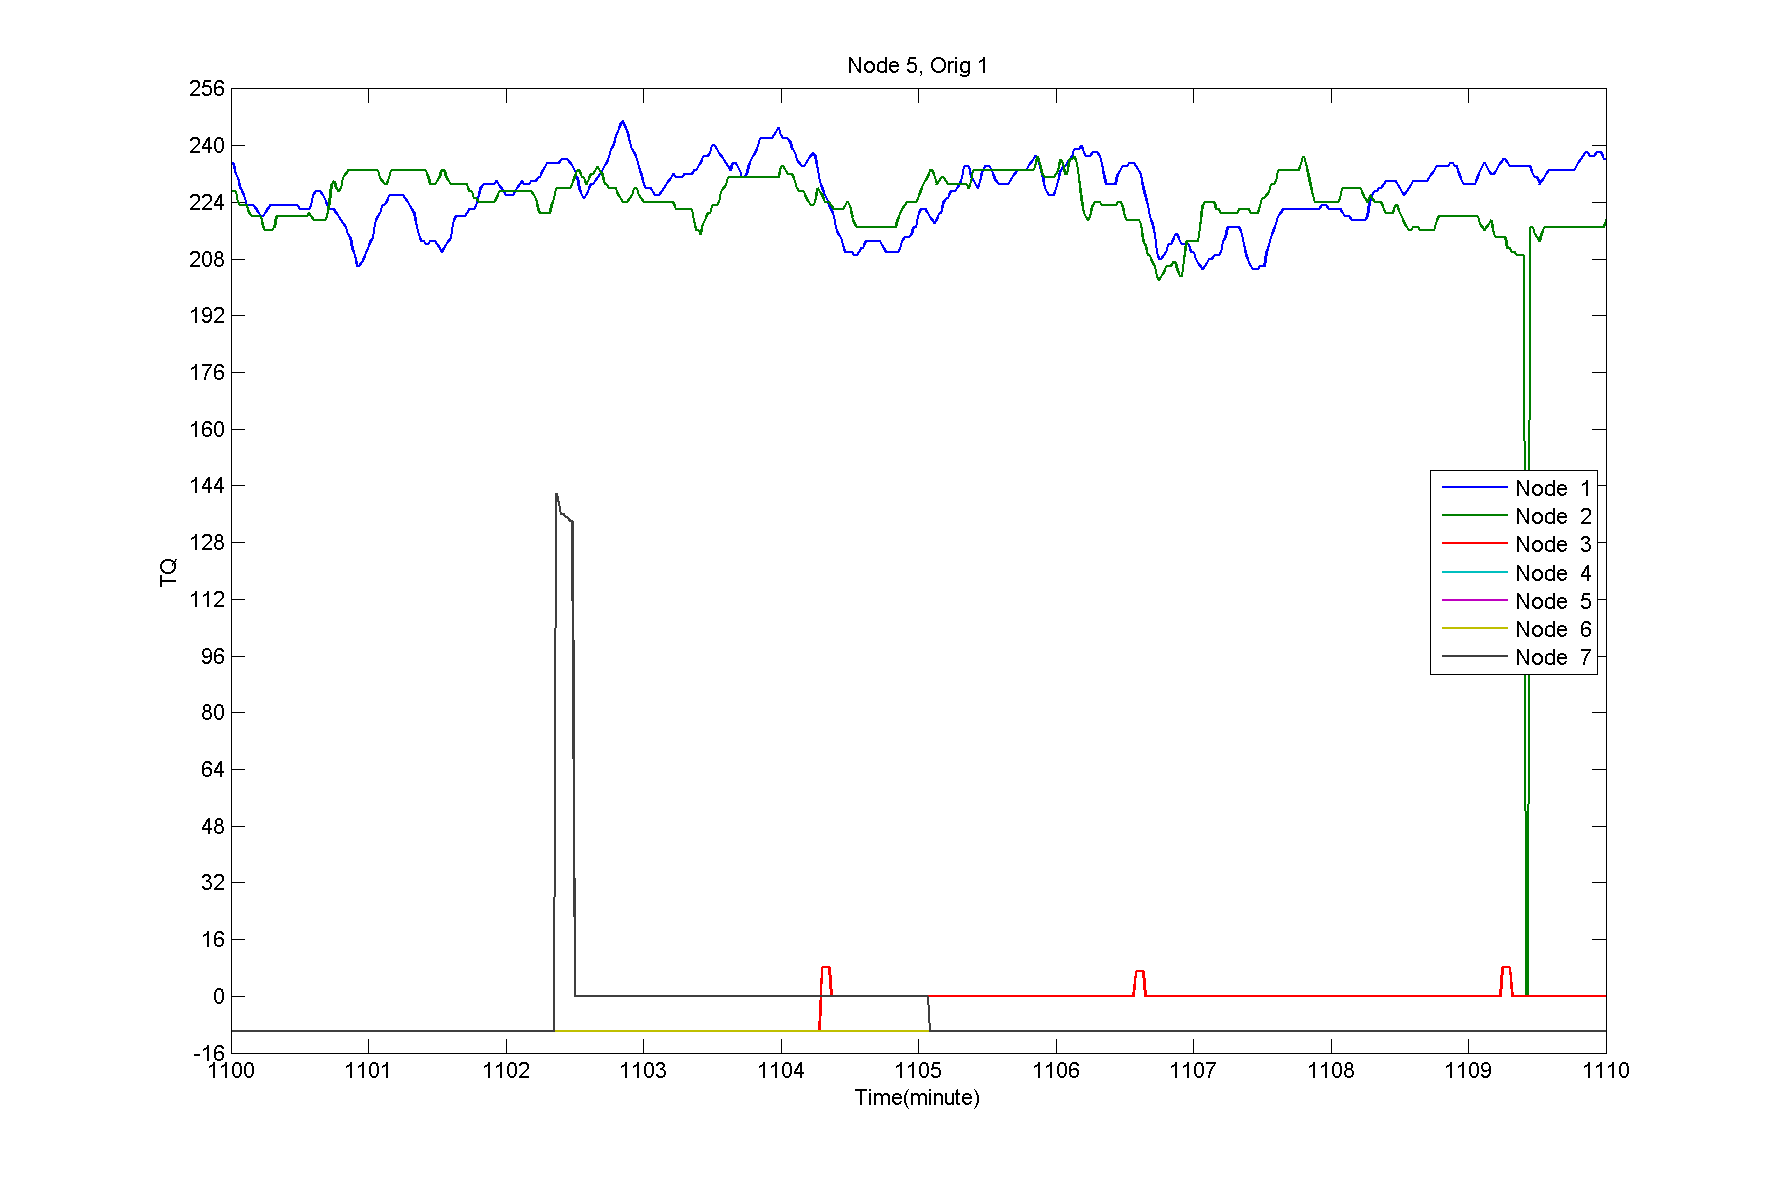 Node 5, Orig 1
256
240
224
208
192
176
160
144
128
112
96
80
64
48
32
16
0
-16
TQ
Node 1
Node 2
Node 3
Node 4
Node 5
Node 6
Node 7
1100 1101 1102 1103 1104 1105 1106 1107 1108 1109 1110
Time(minute)